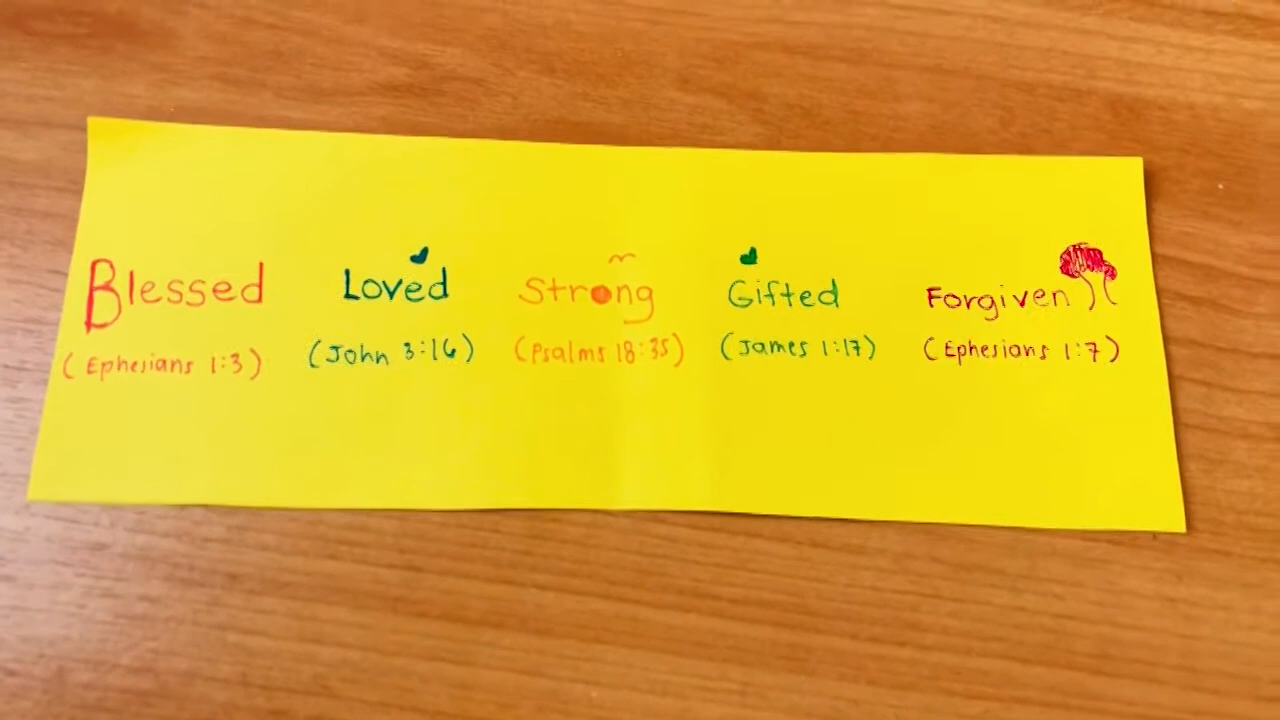 Blessed Loved Strong Gifted Forgiven
(Ephesians 1:3) (John 3:16) (Psalms 18:35) (James 1:17) (Ephesians 1:7)